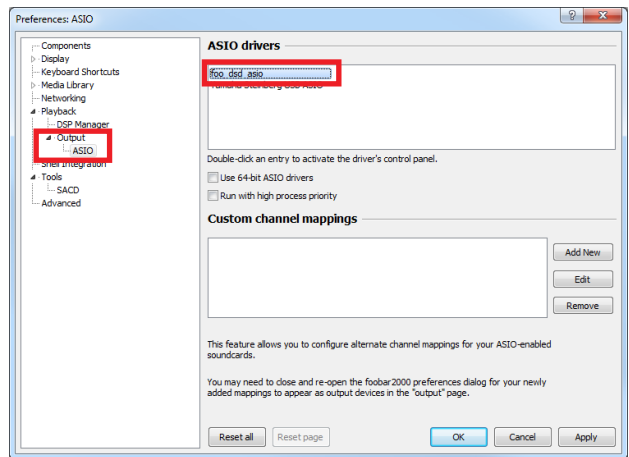 Preferences: ASIO
Components
Display
Keyboard Shortcuts
Media Library
Networking
Playback
DSP Manager
Output
ASIO
Shell Integration
Tools
SACD
Advanced
ASIO drivers
foo_dsd_asio
Yamaha Steinberg USB ASIO
Double-click an entry to activate the driver's control panel.
Use 64-bit ASIO drivers
Run with high process priority
Custom channel mappings
Add New
Edit
Remove
This feature allows you to configure alternate channel mappings for your ASIO-enabled
soundcards.
You may need to close and re-open the foobar2000 preferences dialog for your newly
added mappings to appear as output devices in the "output" page.
Reset all
Reset page
OK
Cancel
Apply